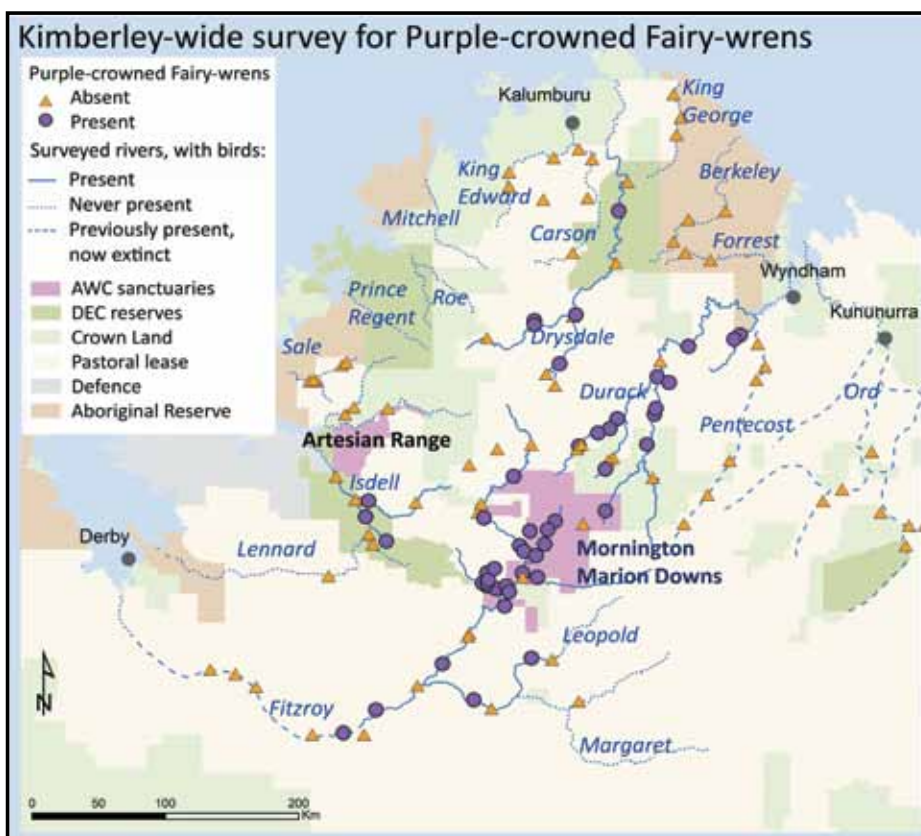 Kimberley-wide survey for Purple-crowned Fairy-wrens
Purple-crowned Fairy-wrens
Absent
Present
Surveyed rivers, with birds:
Present
Never present
Previously present,
now extinct
AWC sanctuaries
DEC reserves
Crown Land
Pastoral lease
Defence
Aboriginal Reserve
Kalumburu
King
George
King
Edward
Berkeley
Mitchell
Carson
Forrest
Wyndham
Prince
Regent
Roe
Kununurra
Sale
Drysdale
Durack
Ord
Pentecost
Artesian Range
Isdell
Derby
Lennard
Mornington
Marion Downs
Leopold
Fitzroy
Margaret
N
0 50 100 200
Km